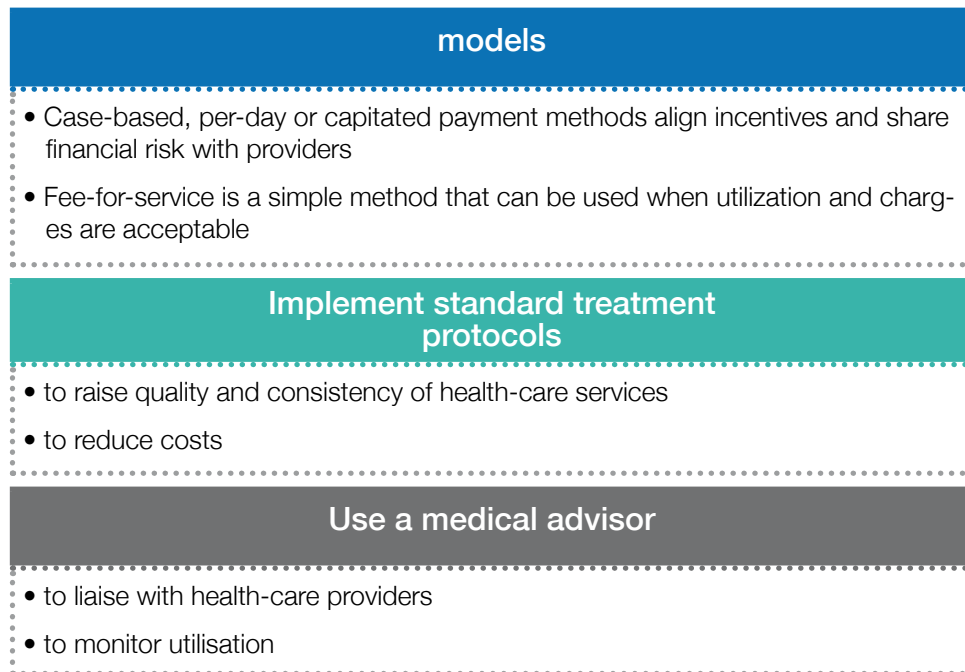 models
• Case-based, per-day or capitated payment methods align incentives and share
financial risk with providers
• Fee-for-service is a simple method that can be used when utilization and charg-
es are acceptable
Implement standard treatment
protocols
• to raise quality and consistency of health-care services
• to reduce costs
Use a medical advisor
• to liaise with health-care providers
• to monitor utilisation